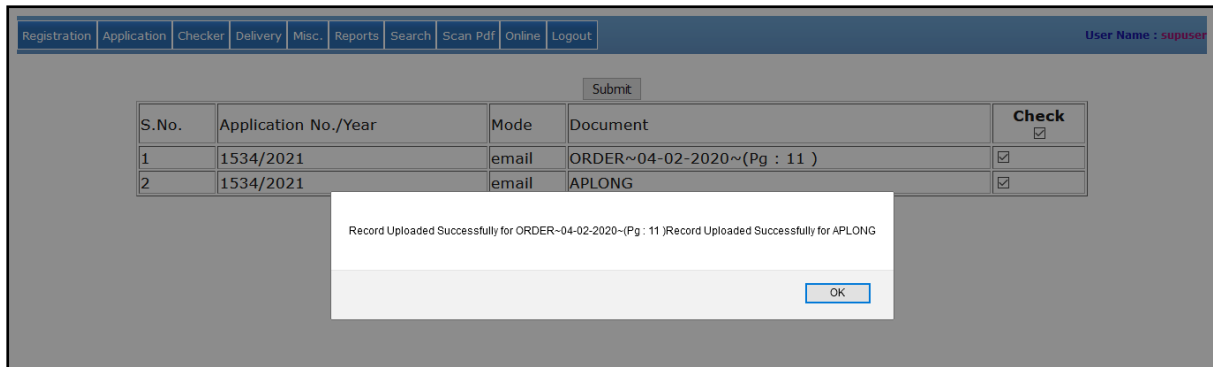 Registration Application Checker Delivery Misc. Reports Search Scan Pdf Online Logout User Name : supuser
Submit
S.No. Application No./Year Mode Document Check
1 1534/2021 email ORDER~04-02-2020~(Pg : 11 )
2 1534/2021 email APLONG
Record Uploaded Successfully for ORDER~04-02-2020~(Pg : 11 )Record Uploaded Successfully for APLONG
OK